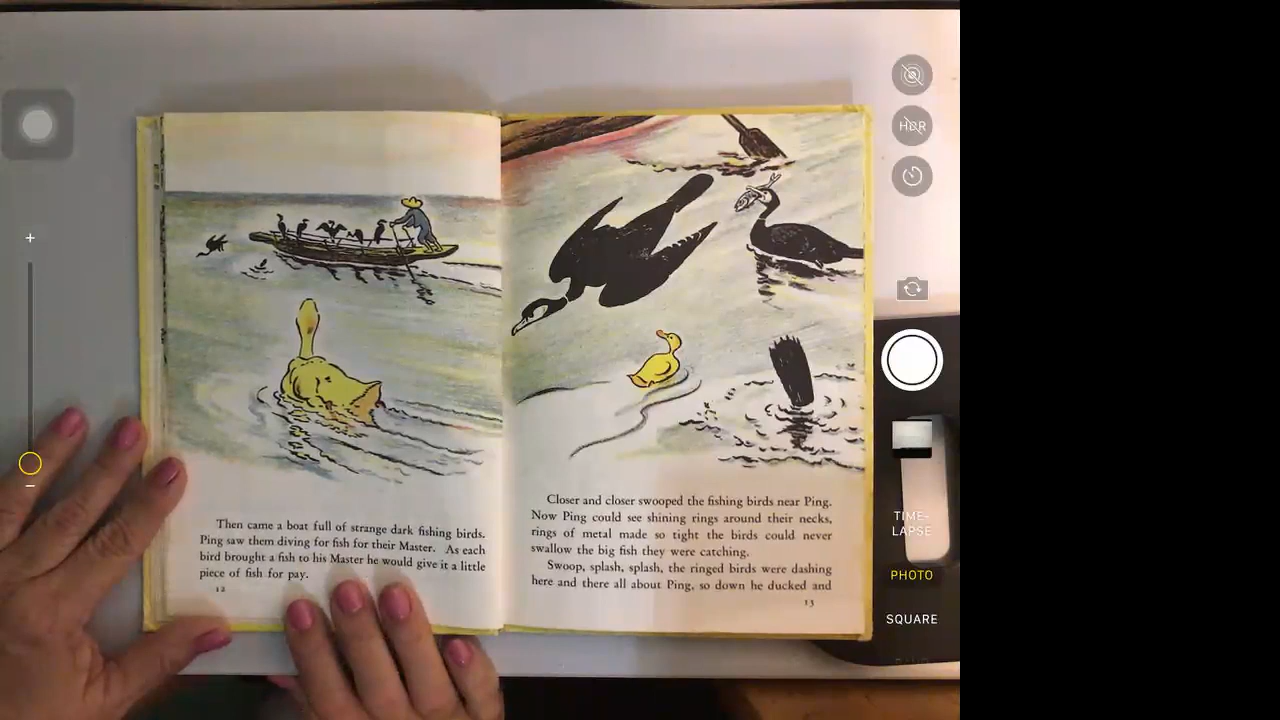 Then came a boat full of strange dark fishing birds.
Ping saw them diving for fish for their Master. As each
bird brought a fish to his Master he would give it a little
piece of fish for pay.
12
Closer and closer swooped the fishing birds near Ping.
Now Ping could see shining rings around their necks,
rings of metal made so tight the birds could never
swallow the big fish they were catching.
Swoop, splash, splash, the ringed birds were dashing
here and there all about Ping, so down he ducked and
13
HDR
TIME-
LAPSE
PHOTO
SQUARE